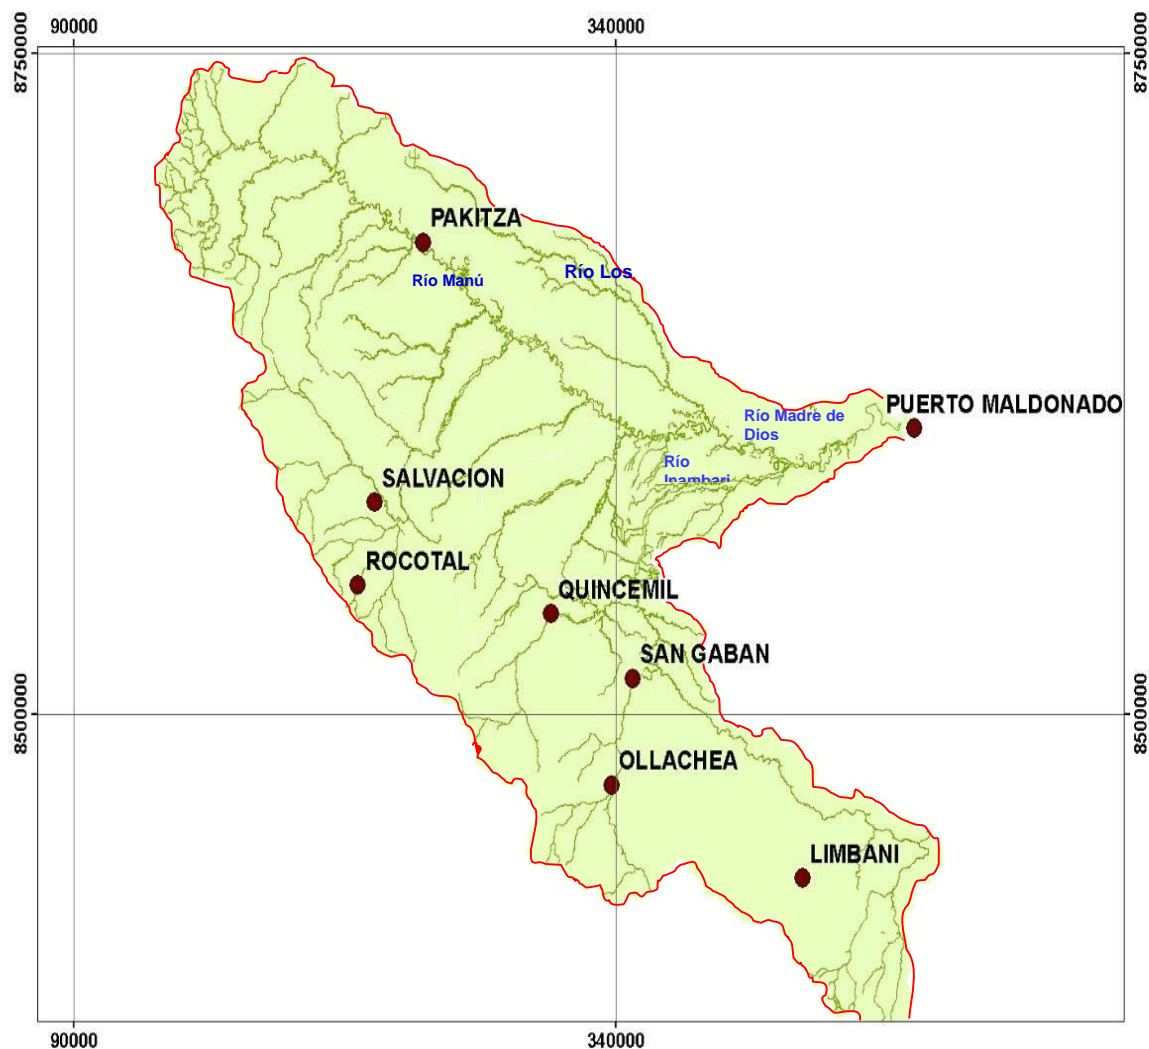 90000
340000
8750000
8750000
PAKITZA
Río Manú
Río Los
PUERTO MALDONADO
Río Madre de
Dios
Río
Inambari
SALVACION
ROCOTAL
QUINCEMIL
SAN GABAN
8500000
8500000
OLLACHEA
LIMBANI
90000
340000